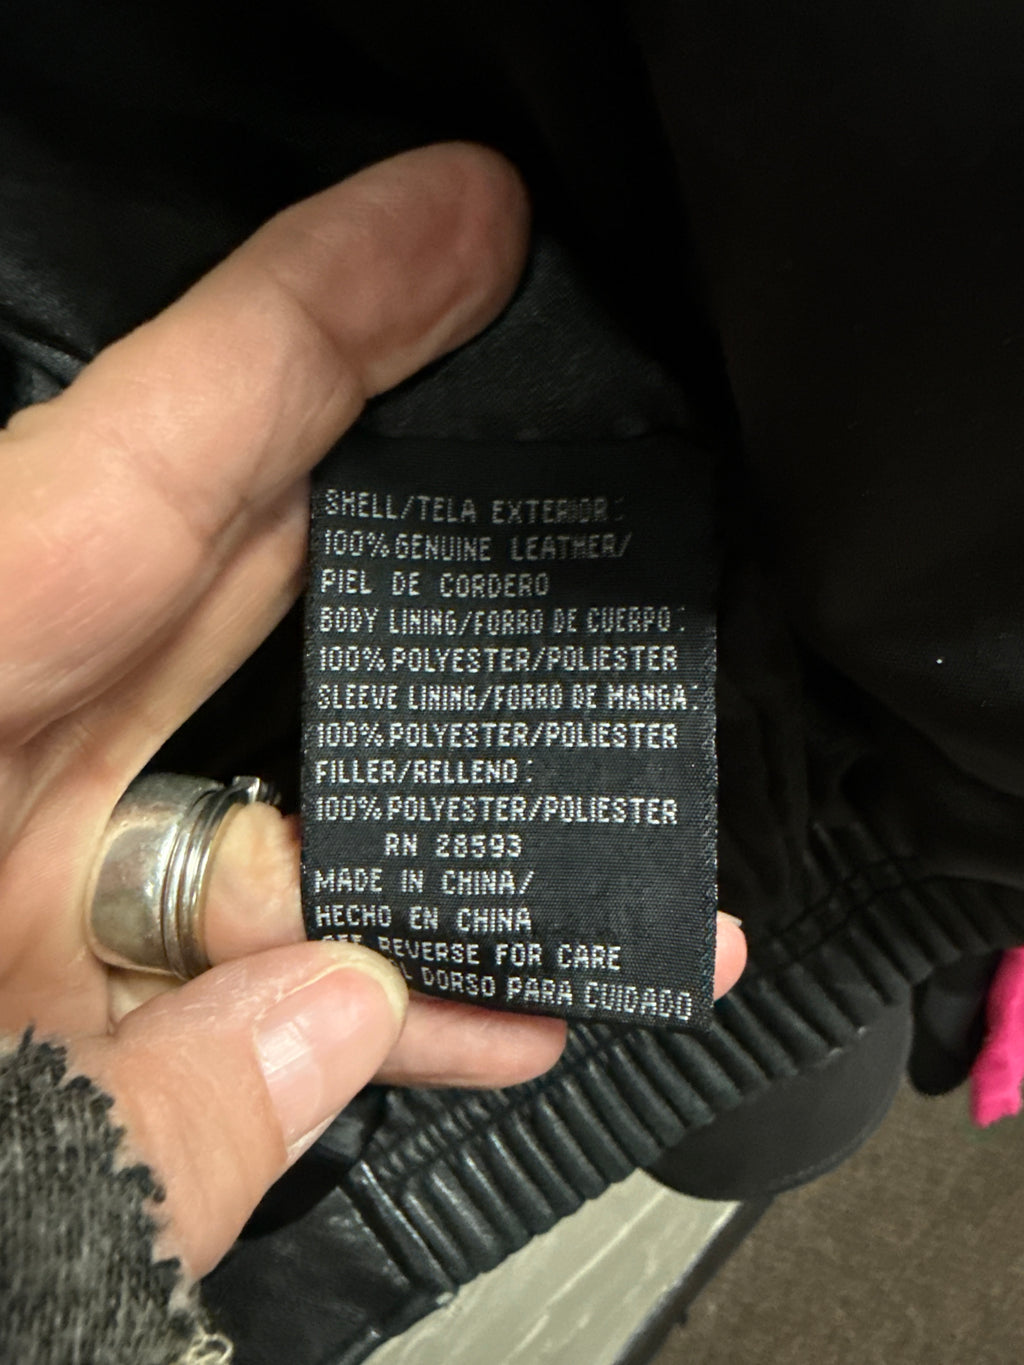 SHELL/TELA EXTERIOR:
100% GENUINE LEATHER/
PIEL DE CORDERO
BODY LINING/FORRO DE CUERPO:
100% POLYESTER/POLIESTER
SLEEVE LINING/FORRO DE MANGA:
100% POLYESTER/POLIESTER
FILLER/RELLENO:
100% POLYESTER/POLIESTER
RN 28593
MADE IN CHINA/
HECHO EN CHINA
SEE REVERSE FOR CARE
DORSO PARA CUIDADO